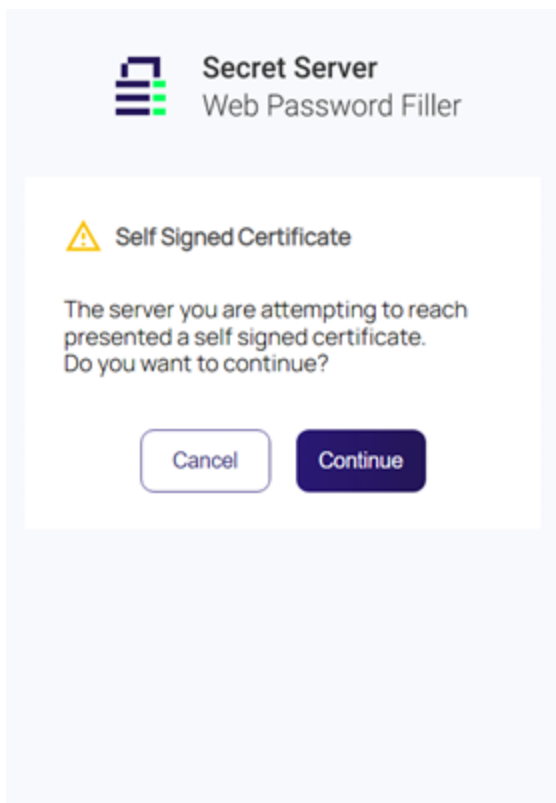 Secret Server
Web Password Filler
Self Signed Certificate
The server you are attempting to reach
presented a self signed certificate.
Do you want to continue?
Cancel
Continue